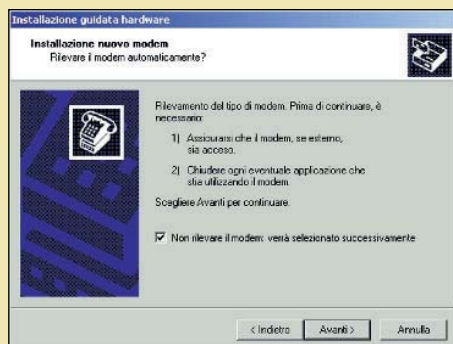 Installazione guidata hardware
Installazione nuovo modem
Rilevare il modem automaticamente?
Rilevamento del tipo di modem. Prima di continuare, è
necessario:
1) Assicurarsi che il modem, se esterno,
sia acceso.
2) Chiudere ogni eventuale applicazione che
stia utilizzando il modem.
Scegliere Avanti per continuare.
Non rilevare il modem: verrà selezionato successivamente
< Indietro
Avanti >
Annulla